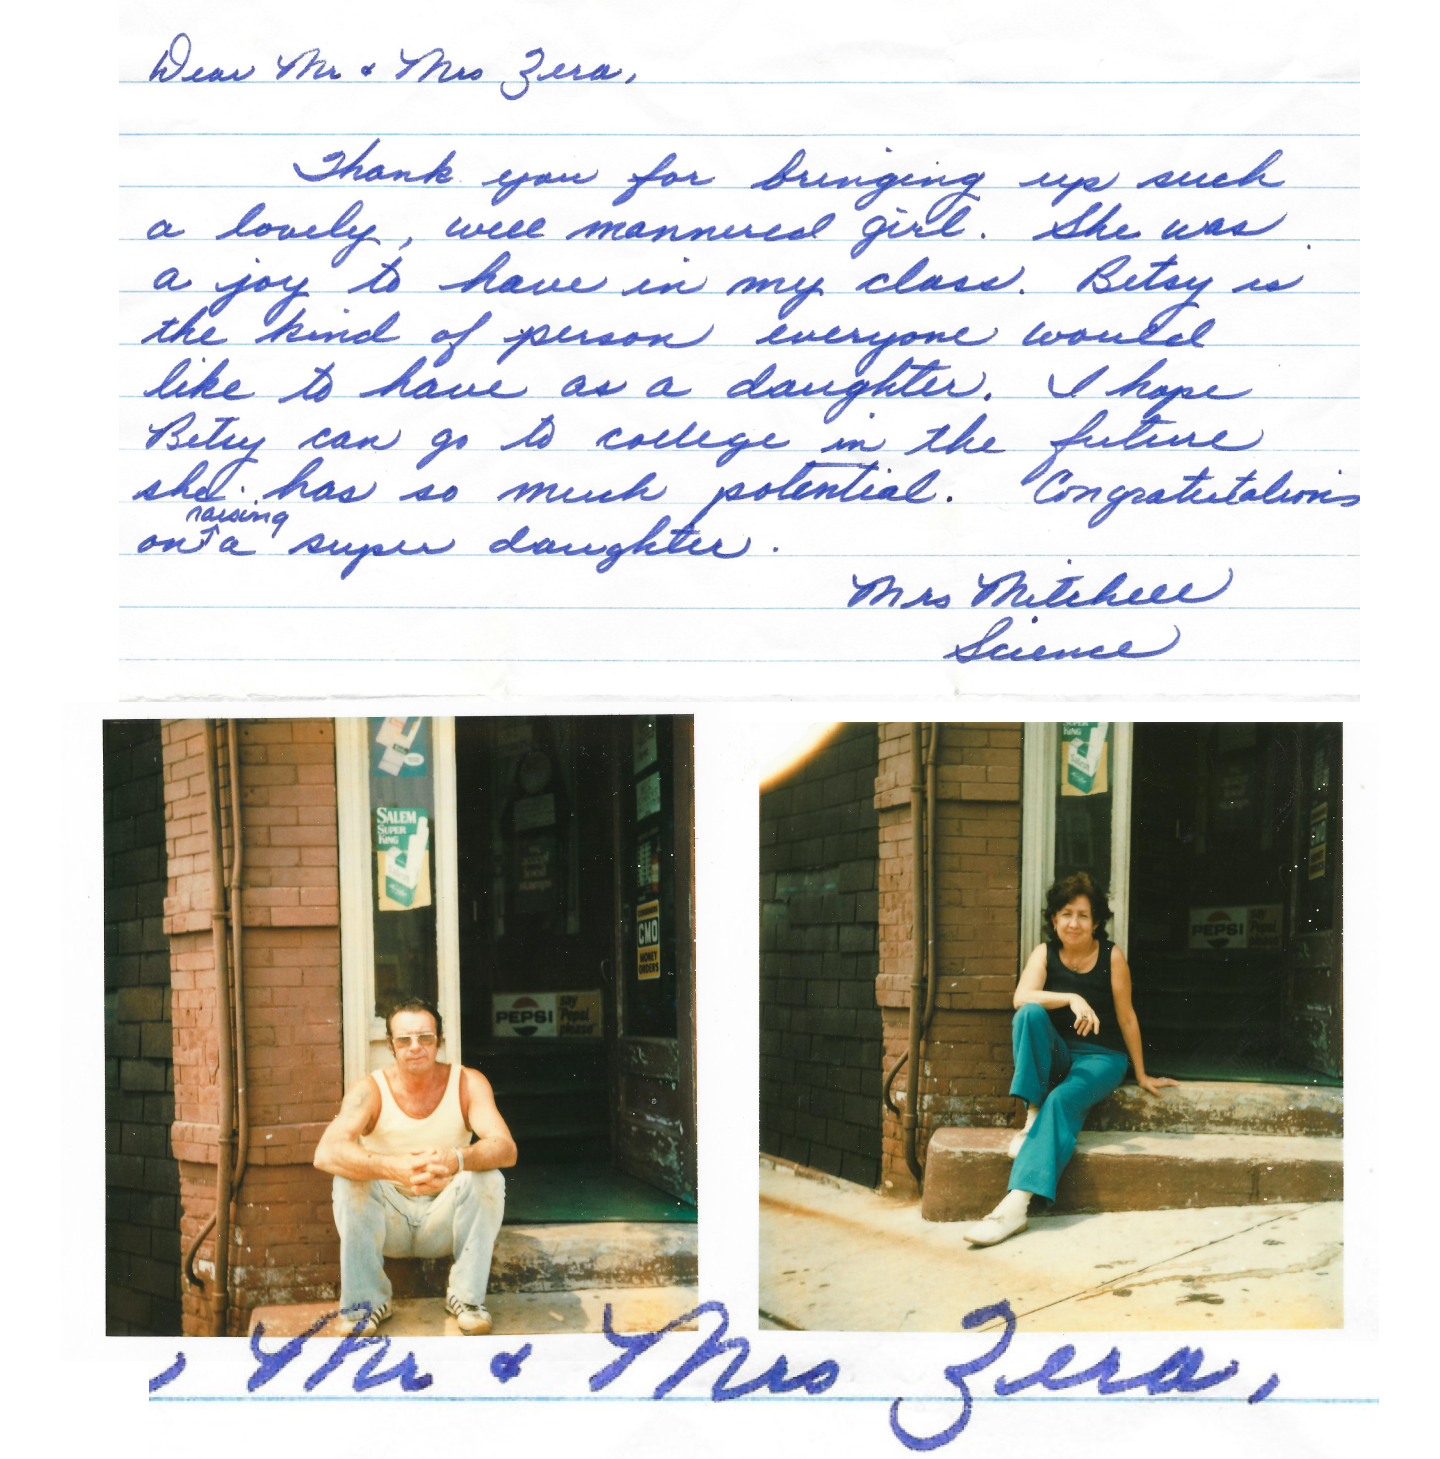 Dear Mr & Mrs Zera,
Thank you for bringing up such
a lovely, well mannered girl. She was
a joy to have in my class. Betsy is
the kind of person everyone would
like to have as a daughter. I hope
Betsy can go to college in the future
she has so much potential. Congratutalions
raising
on a super daughter.
Mrs Mitchell
Science
SALEM
SUPER
KING
PEPSI
say
Pepsi
please
CMO
MONEY
ORDERS
SUPER
KING
PEPSI
say
Pepsi
please
, Mr & Mrs Zera,